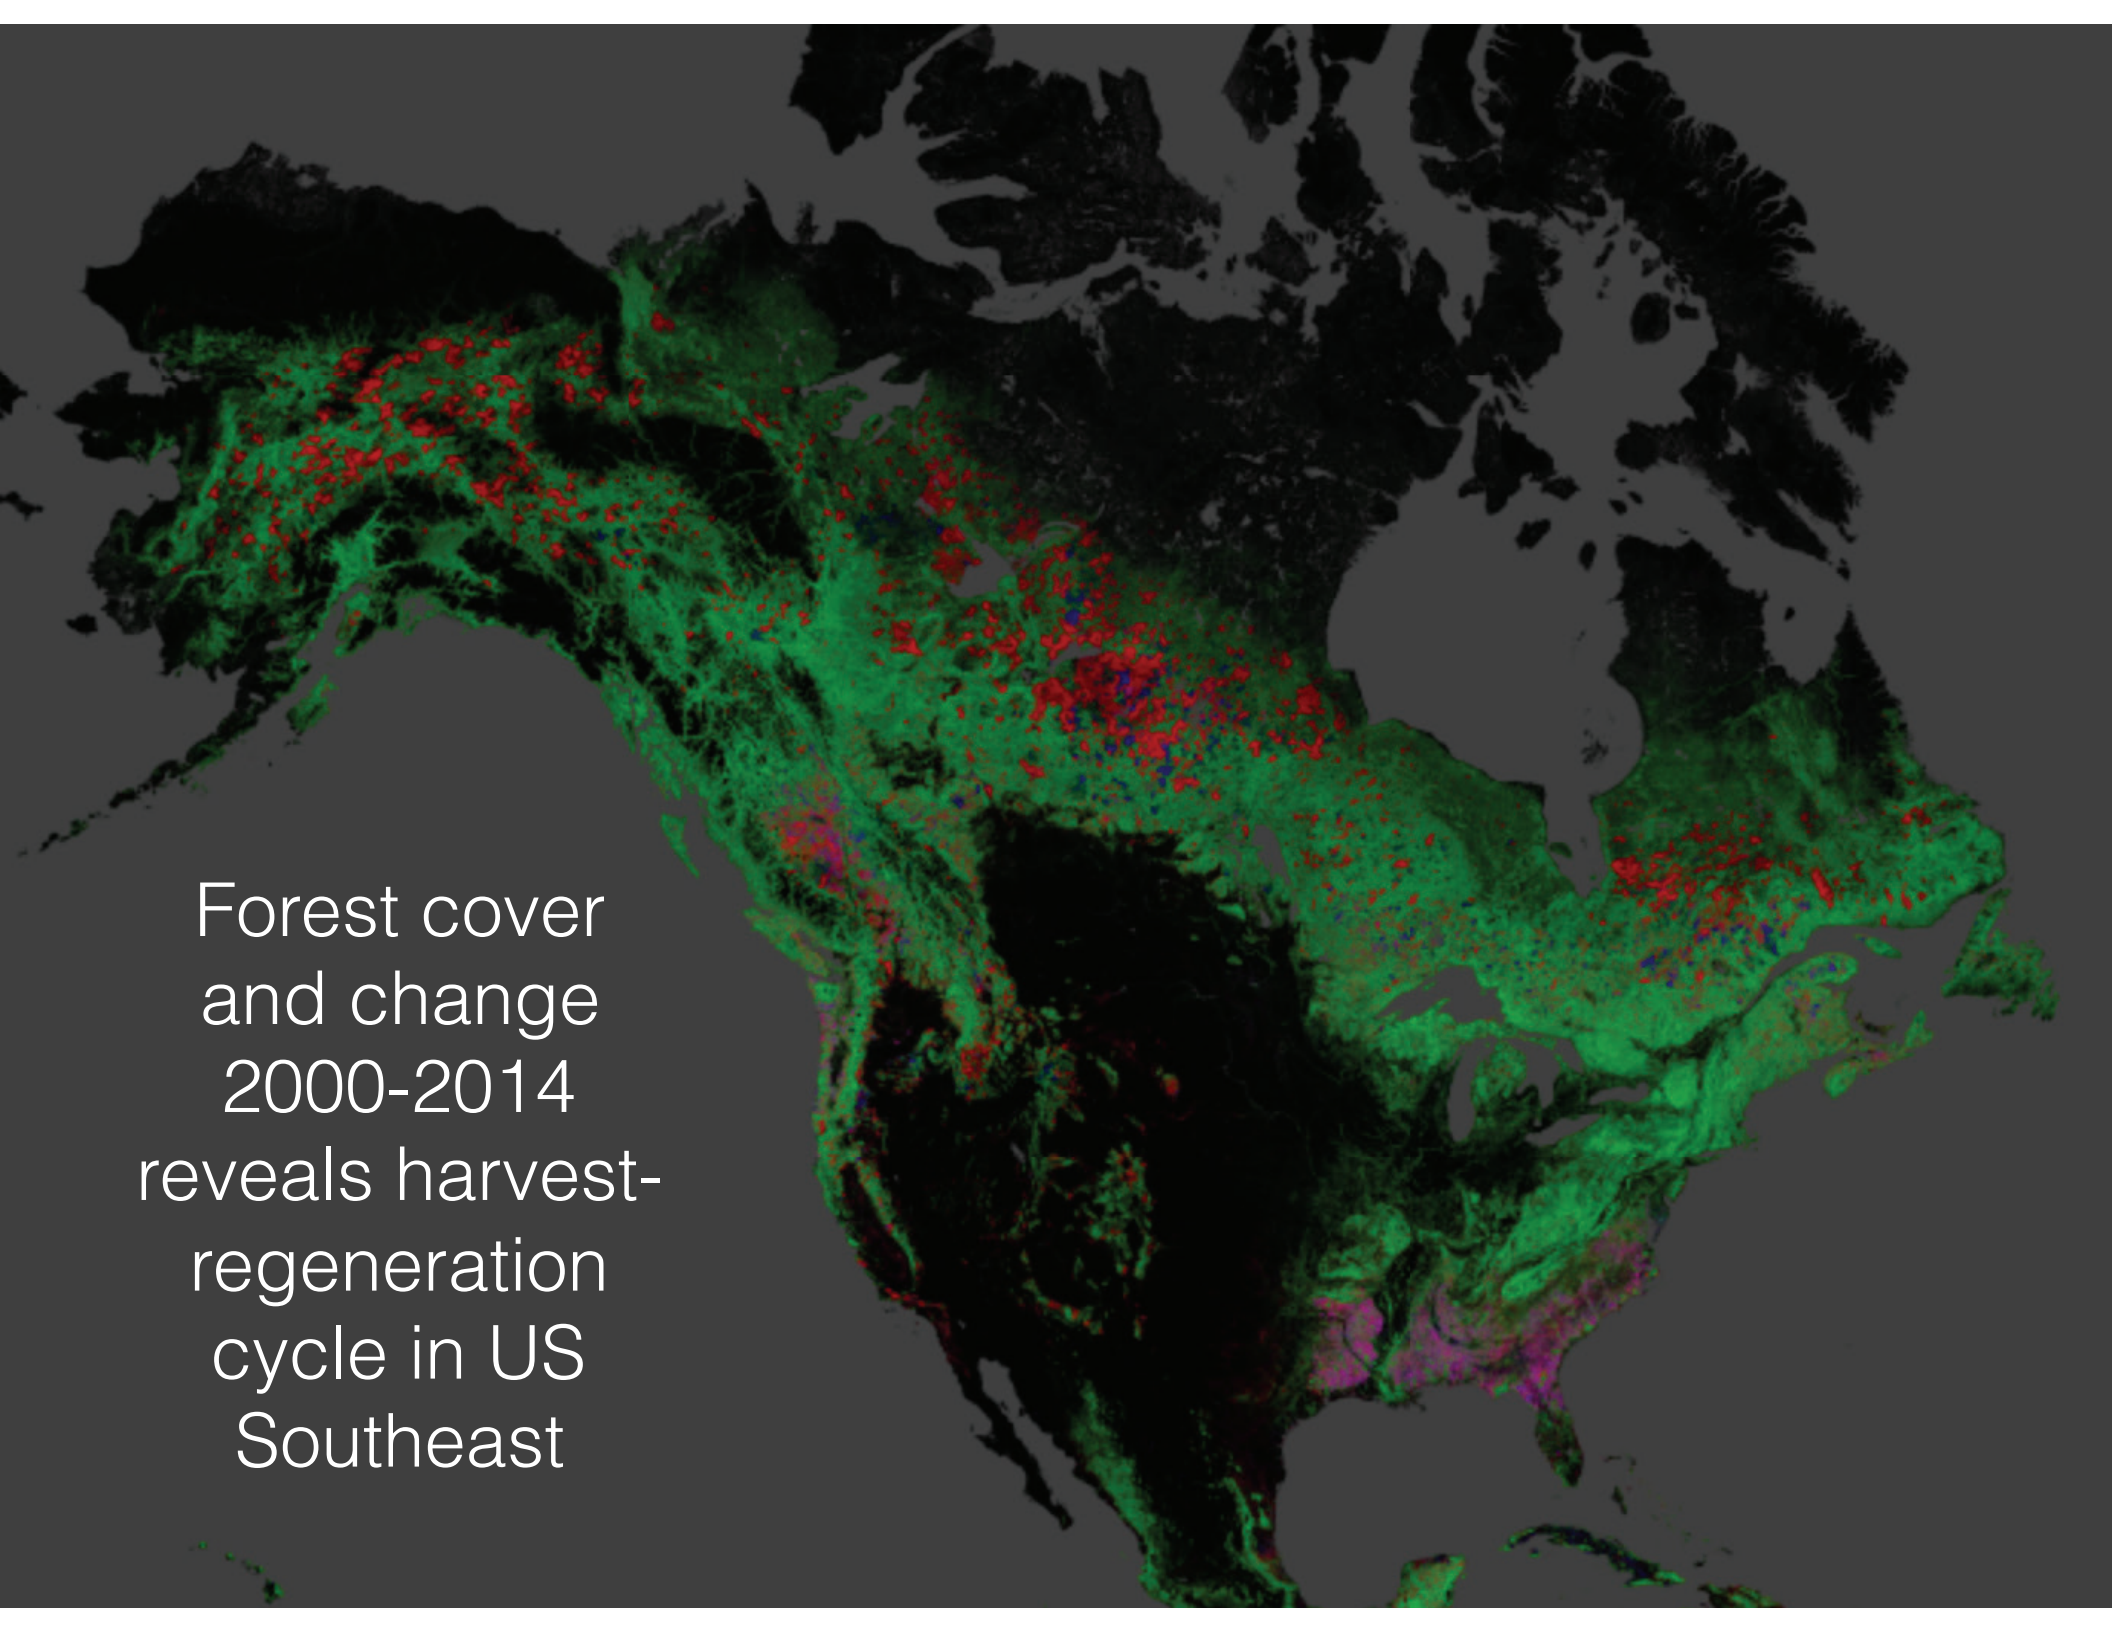 Forest cover
and change
2000-2014
reveals harvest-
regeneration
cycle in US
Southeast